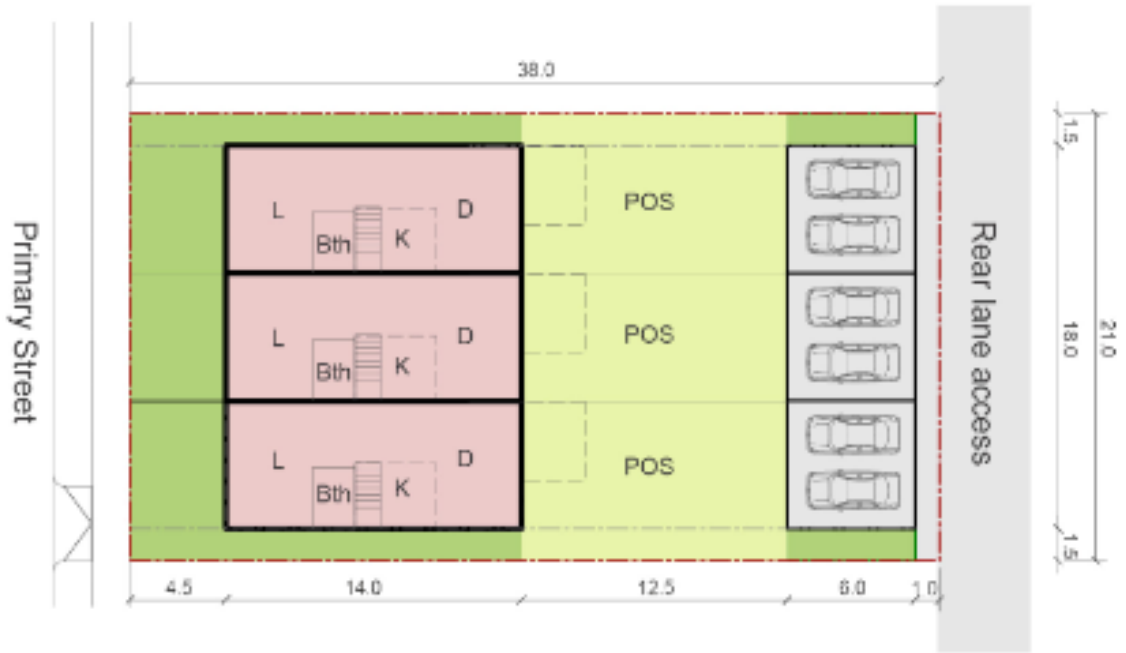 38.0
1.5
L
D
POS
Bth
K
Primary Street
Rear lane access
L
D
POS
Bth
K
18.0
21.0
L
D
POS
Bth
K
1.5
4.5
14.0
12.5
6.0
1.0